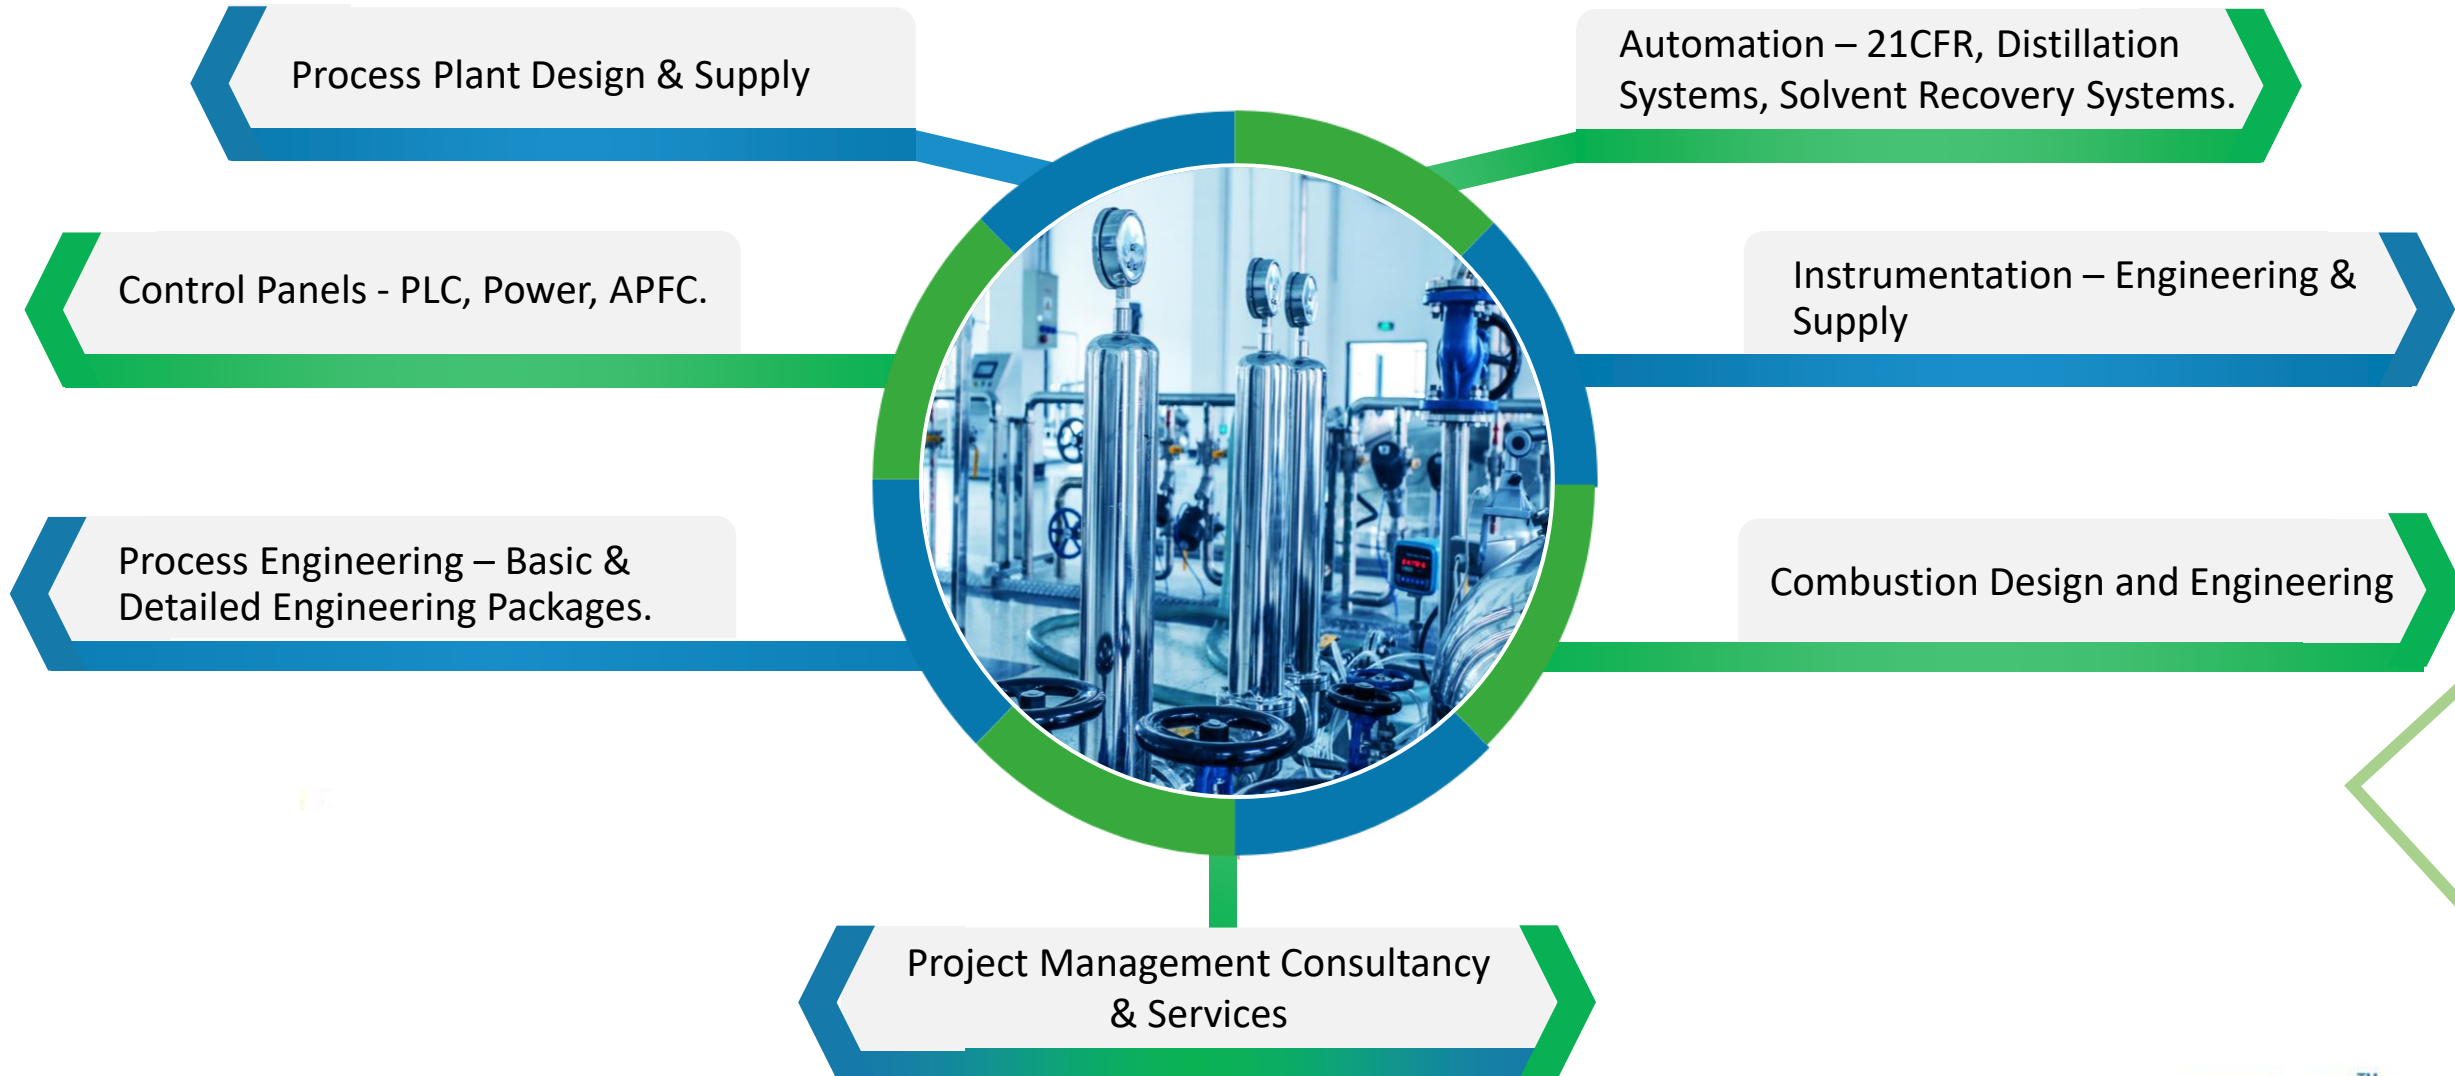 Process Plant Design & Supply
Automation – 21CFR, Distillation
Systems, Solvent Recovery Systems.
Control Panels - PLC, Power, APFC.
Instrumentation – Engineering &
Supply
Process Engineering – Basic &
Detailed Engineering Packages.
Combustion Design and Engineering
Project Management Consultancy
& Services
TM